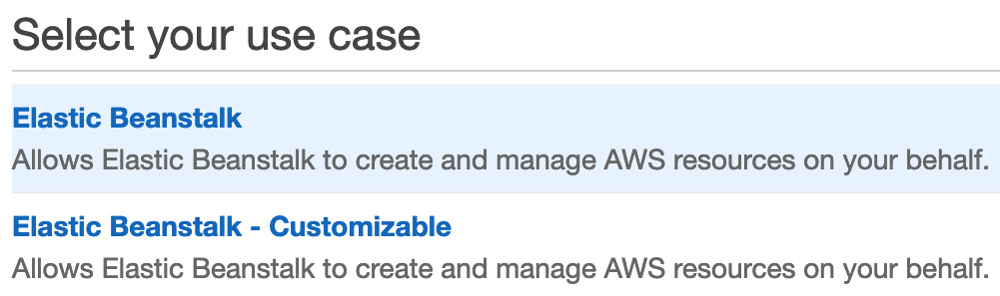 Select your use case
Elastic Beanstalk
Allows Elastic Beanstalk to create and manage AWS resources on your behalf.
Elastic Beanstalk - Customizable
Allows Elastic Beanstalk to create and manage AWS resources on your behalf.